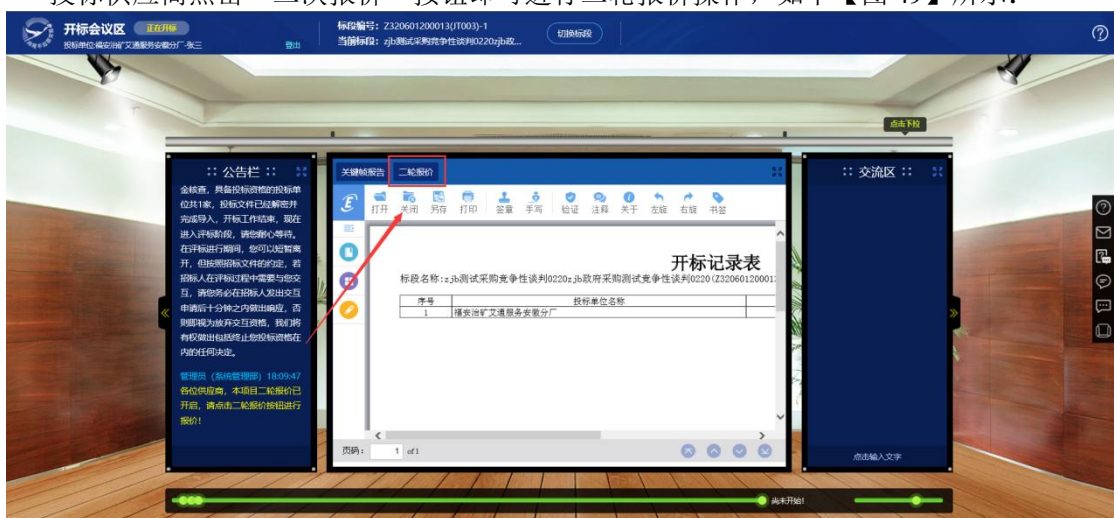 开标会议区 正在开标
投标单位:福安冶矿艾通服务安徽分厂-张三 登出
标段编号：Z320601200013(JT003)-1
当前标段：zjb测试采购竞争性谈判0220zjb政...
切换标段
点击下拉
:: 公告栏 ::
金核查，具备投标资格的投标单
位共1家，投标文件已经解密并
完成导入，开标工作结束，现在
进入评标阶段，请您耐心等待。
在评标进行期间，您可以短暂离
开，但按照招标文件的约定，若
招标人在评标过程中需要与您交
互，请您务必在招标人发出交互
申请后十分钟之内做出响应，否
则即视为放弃交互资格，我们将
有权做出包括终止您投标资格在
内的任何决定。
管理员（系统管理部）18:09:47
各位供应商，本项目二轮报价已
开启，请点击二轮报价按钮进行
报价！
关键帧报告 二轮报价
打开 关闭 另存 打印 签章 手写 验证 注释 关于 左旋 右旋 书签
开标记录表
标段名称:zjb测试采购竞争性谈判0220zjb政府采购测试竞争性谈判0220(Z32060120001
序号 投标单位名称
1 福安冶矿艾通服务安徽分厂
页码: 1 of1
:: 交流区 ::
点击输入文字
尚未开始!